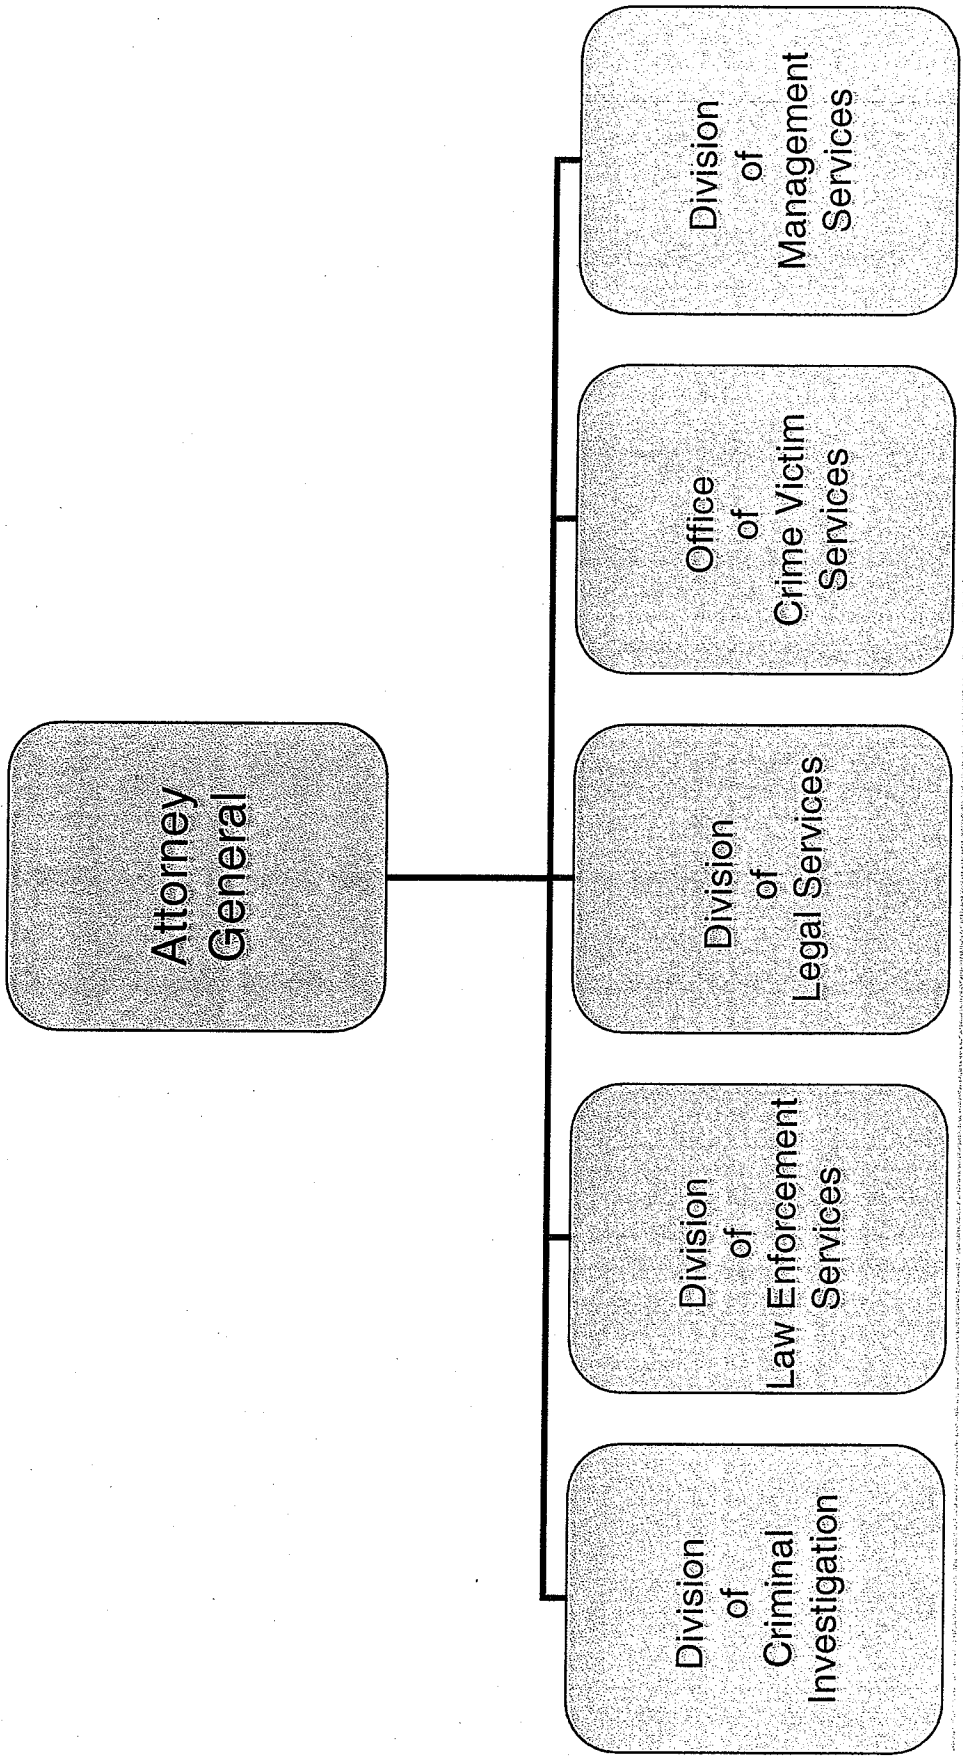 Attorney
General
Division
of
Criminal
Investigation
Division
of
Law Enforcement
Services
Division
of
Legal Services
Office
of
Crime Victim
Services
Division
of
Management
Services